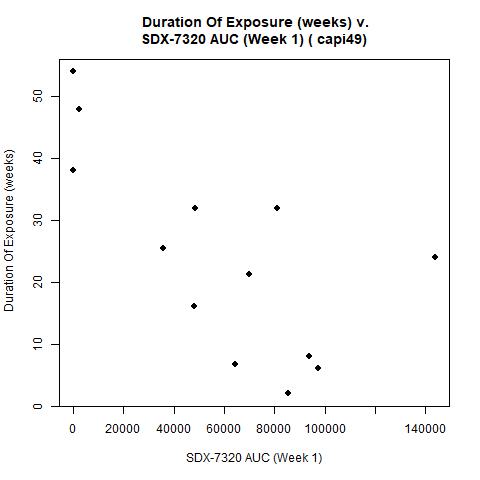 Duration Of Exposure (weeks) v.
SDX-7320 AUC (Week 1) ( capi49)
Duration Of Exposure (weeks)
50
40
30
20
10
0
0 20000 40000 60000 80000 100000 140000
SDX-7320 AUC (Week 1)